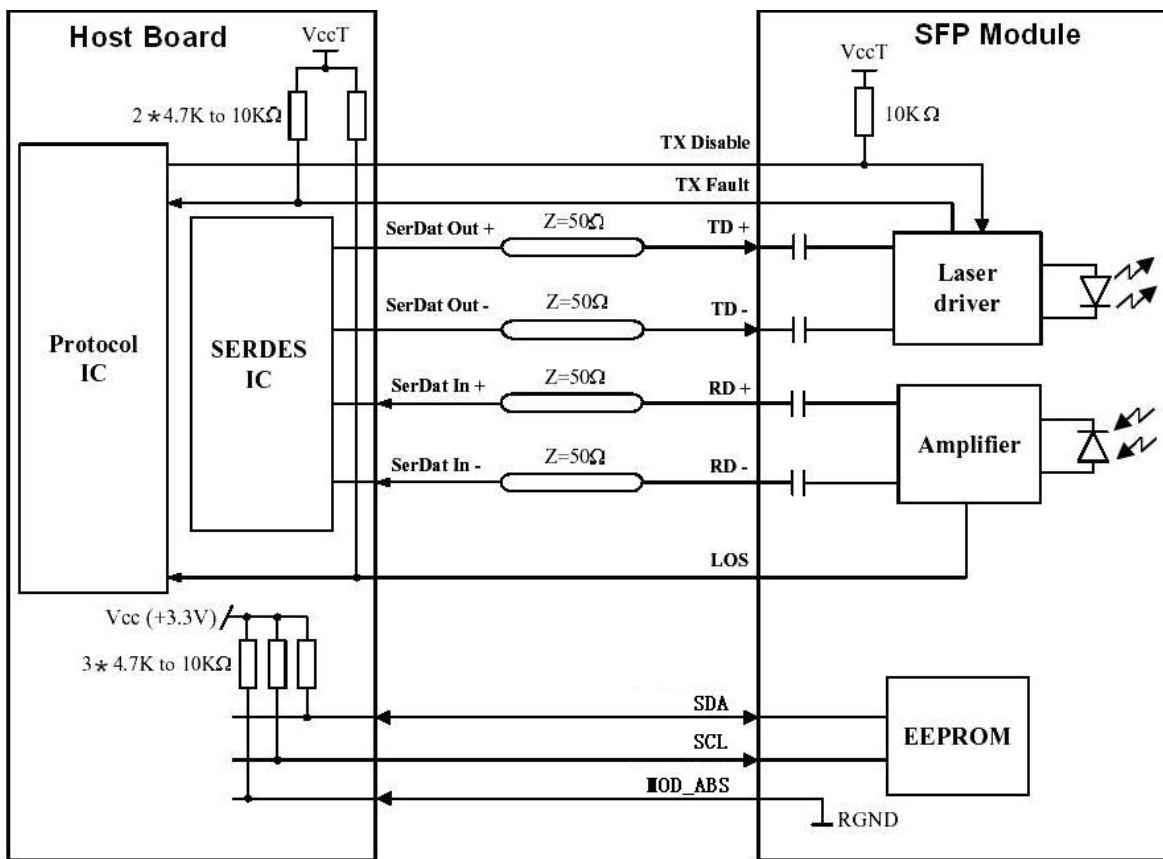 Host Board
SFP Module
VccT
VccT
2*4.7K to 10KΩ
10KΩ
TX Disable
TX Fault
SerDat Out +
Z=50Ω
TD +
Laser
driver
SerDat Out -
Z=50Ω
TD -
Protocol
IC
SERDES
IC
SerDat In +
Z=50Ω
RD +
Amplifier
SerDat In -
Z=50Ω
RD -
LOS
Vcc (+3.3V)
3*4.7K to 10KΩ
SDA
EEPROM
SCL
MOD_ABS
RGND